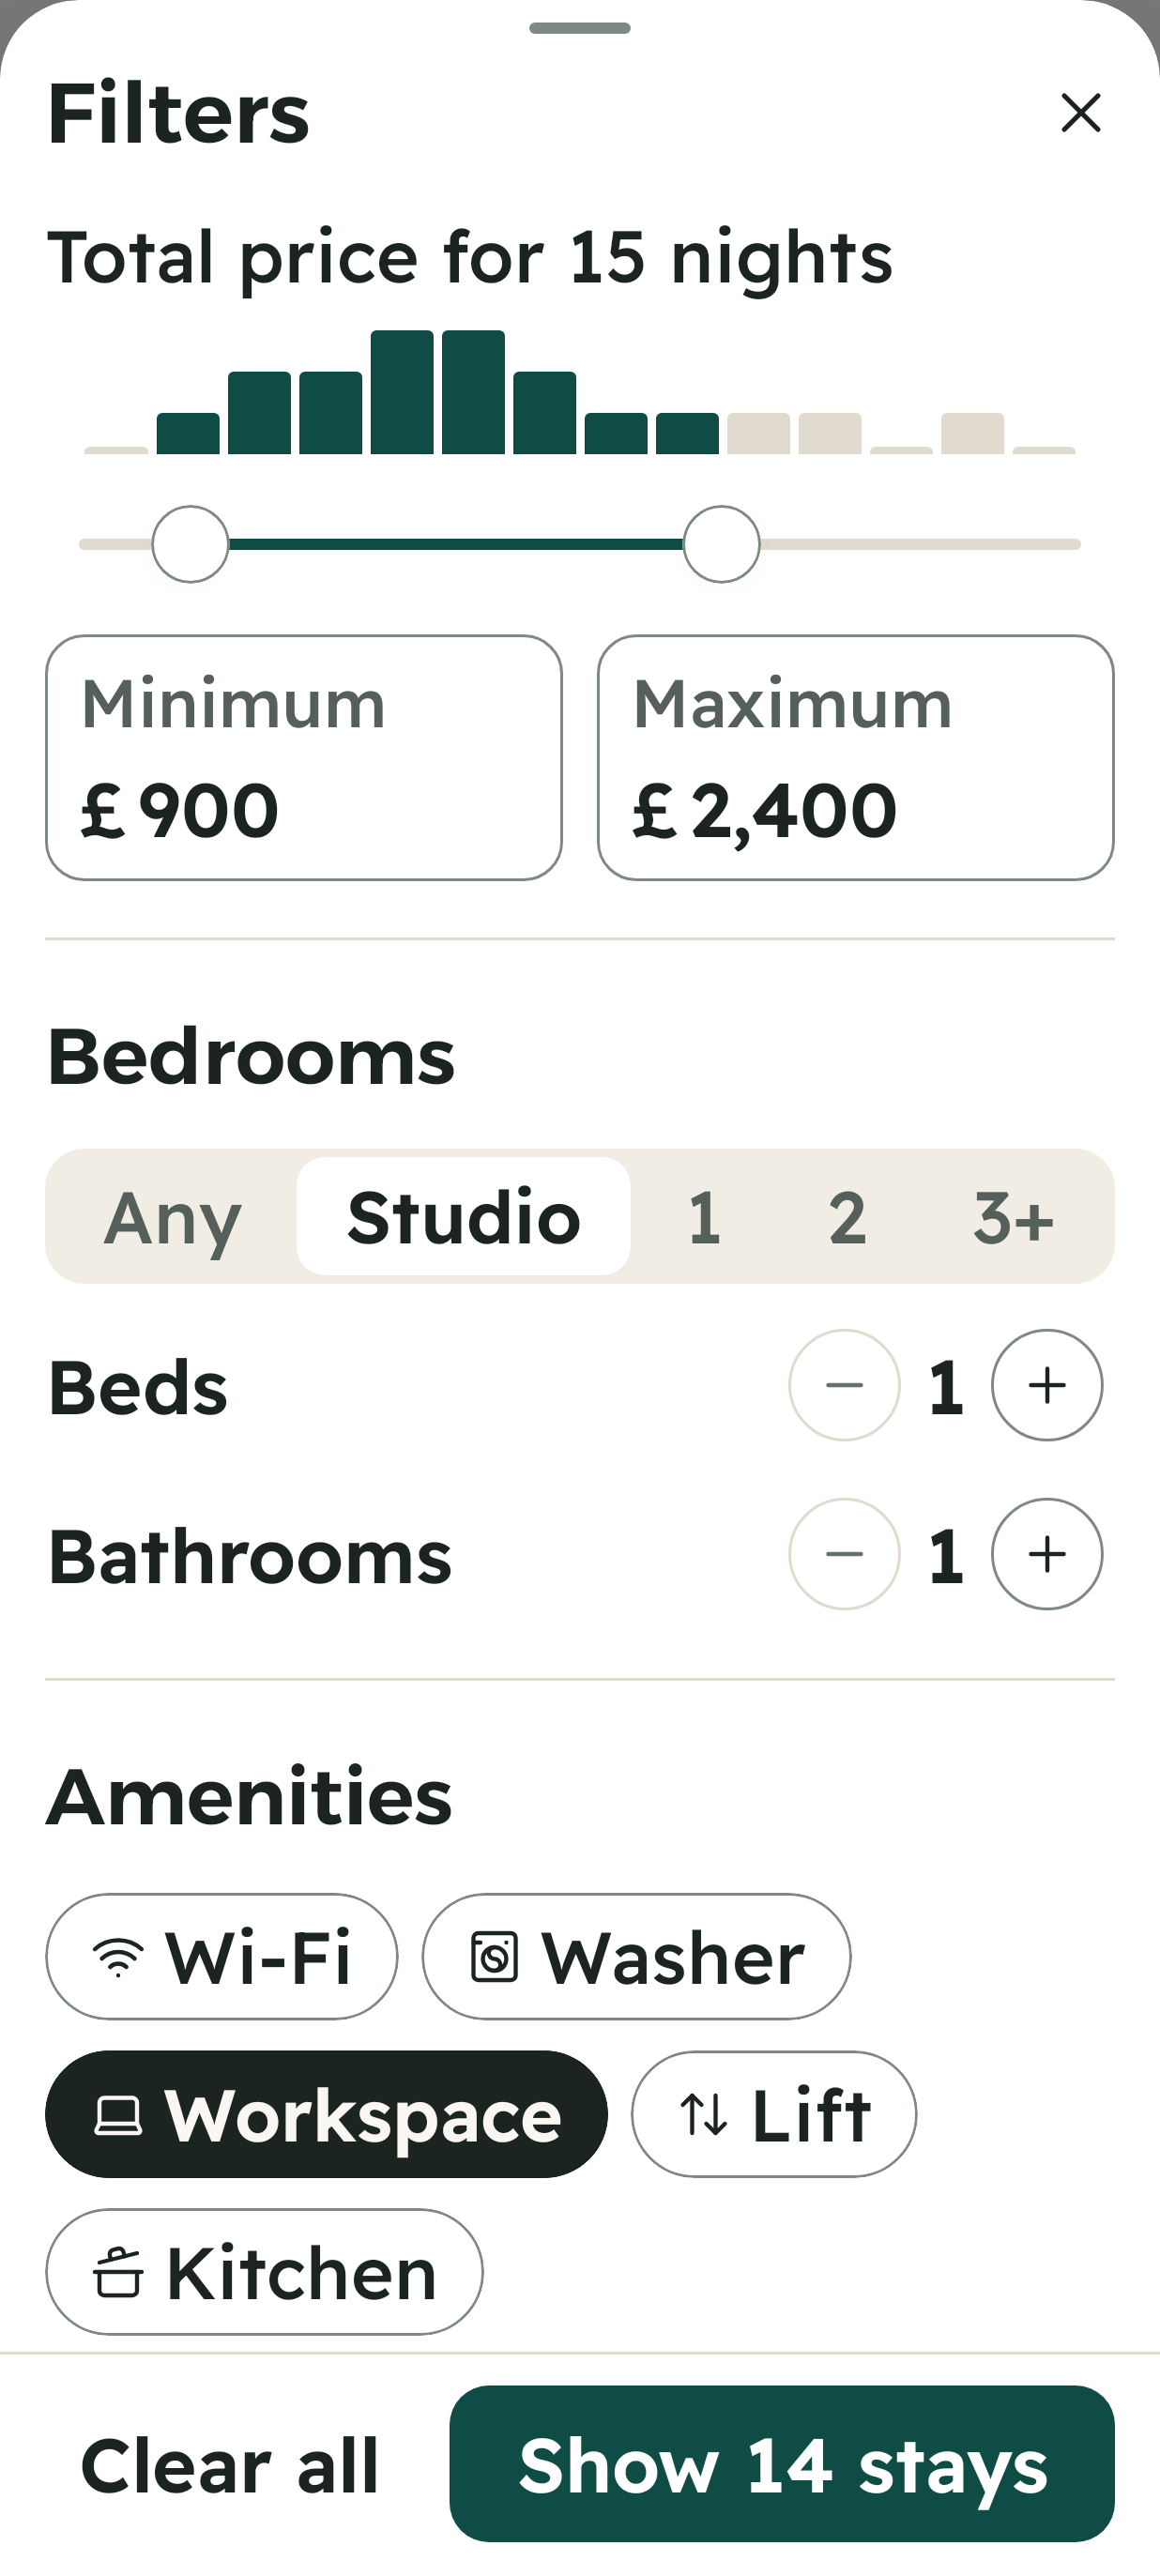 Filters
Total price for 15 nights
Minimum
£ 900
Maximum
£ 2,400
Bedrooms
Any Studio 1 2 3+
Beds 1
Bathrooms 1
Amenities
Wi-Fi Washer
Workspace Lift
Kitchen
Clear all Show 14 stays